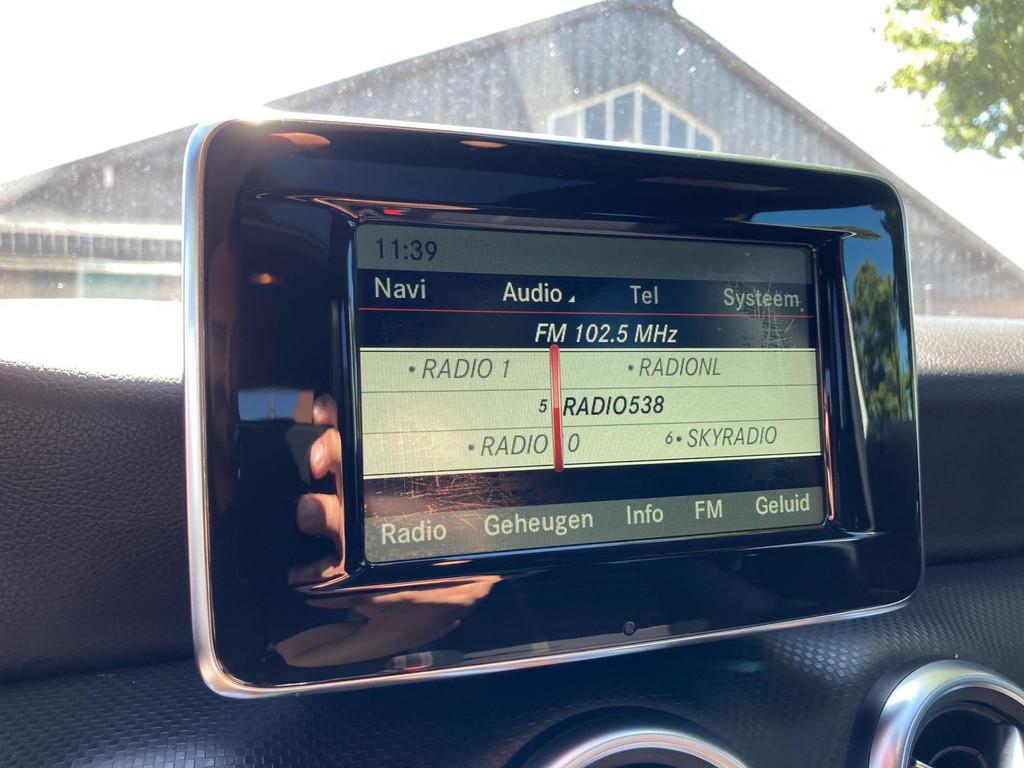 11:39
Navi Audio Tel Systeem
FM 102.5 MHz
• RADIO 1 • RADIONL
5 RADIO538
• RADIO 6• SKYRADIO
Radio Geheugen Info FM Geluid